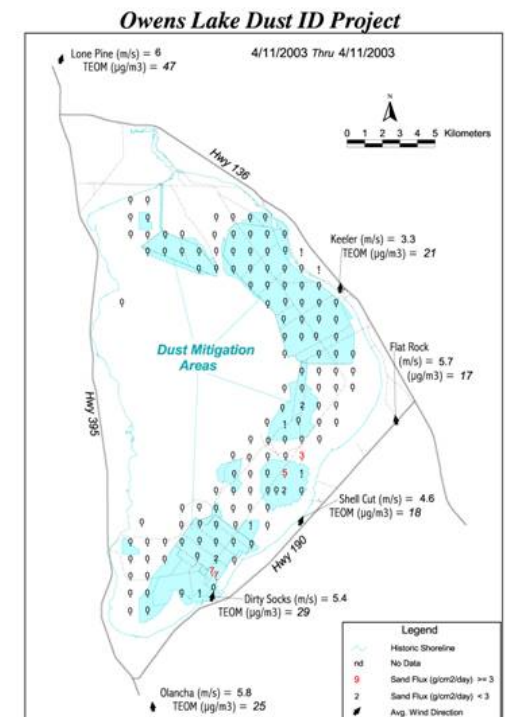 Owens Lake Dust ID Project
4/11/2003 Thru 4/11/2003
Lone Pine (m/s) = 6
TEOM (µg/m3) = 47
N
0 1 2 3 4 5 Kilometers
Hwy 136
Keeler (m/s) = 3.3
TEOM (µg/m3) = 21
Dust Mitigation
Areas
Flat Rock
(m/s) = 5.7
(µg/m3) = 17
Hwy 395
Shell Cut (m/s) = 4.6
TEOM (µg/m3) = 18
Hwy 190
Dirty Socks (m/s) = 5.4
TEOM (µg/m3) = 29
Olancha (m/s) = 5.8
TEOM (µg/m3) = 25
Legend
Historic Shoreline
nd No Data
9 Sand Flux (g/cm2/day) >= 3
2 Sand Flux (g/cm2/day) < 3
Avg. Wind Direction